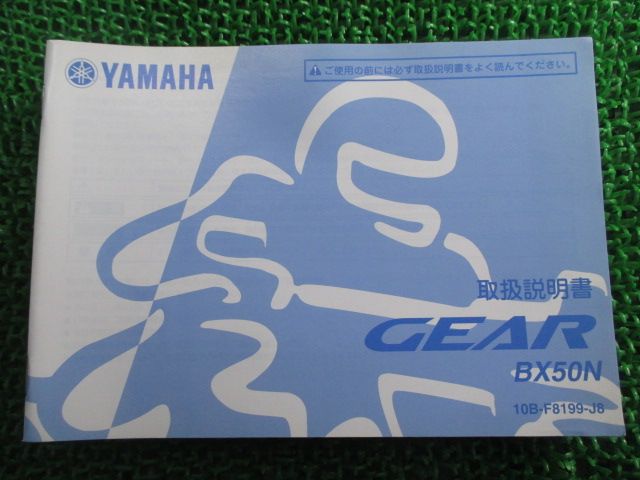 YAMAHA
ご使用の前には必ず取扱説明書をよく読んでください。
取扱説明書
GEAR
BX50N
10B-F8199-J8